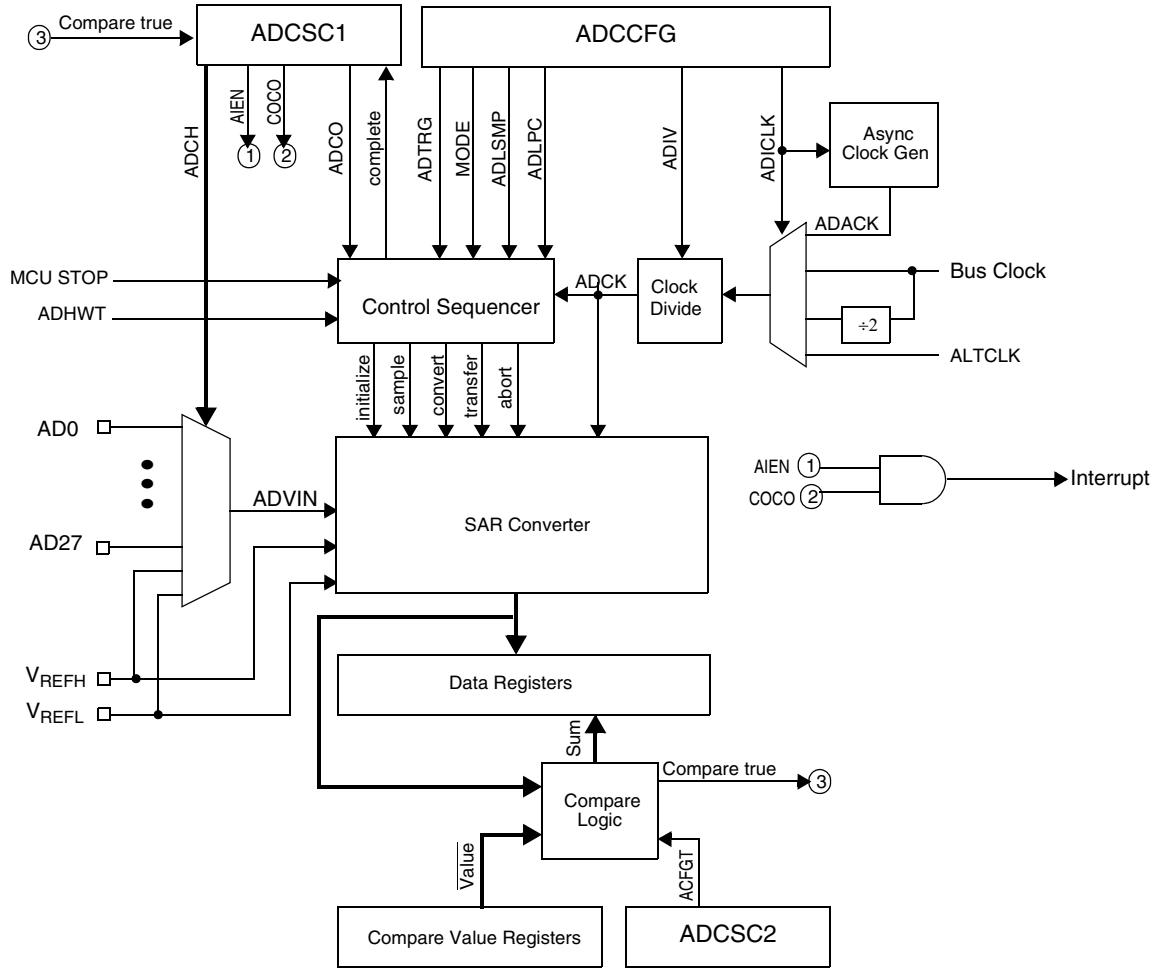 3
Compare true
ADCSC1
ADCCFG
ADCH
AIEN
COCO
ADCO
complete
ADTRG
MODE
ADLSMP
ADLPC
ADIV
ADICLK
1
2
Async
Clock Gen
ADACK
MCU STOP
ADHWT
Control Sequencer
ADCK
Clock
Divide
Bus Clock
÷2
ALTCLK
initialize
sample
convert
transfer
abort
AD0
AD27
ADVIN
SAR Converter
AIEN 1
COCO 2
Interrupt
VREFH
VREFL
Data Registers
Sum
Compare true
3
Compare
Logic
Value
ACFGT
Compare Value Registers
ADCSC2